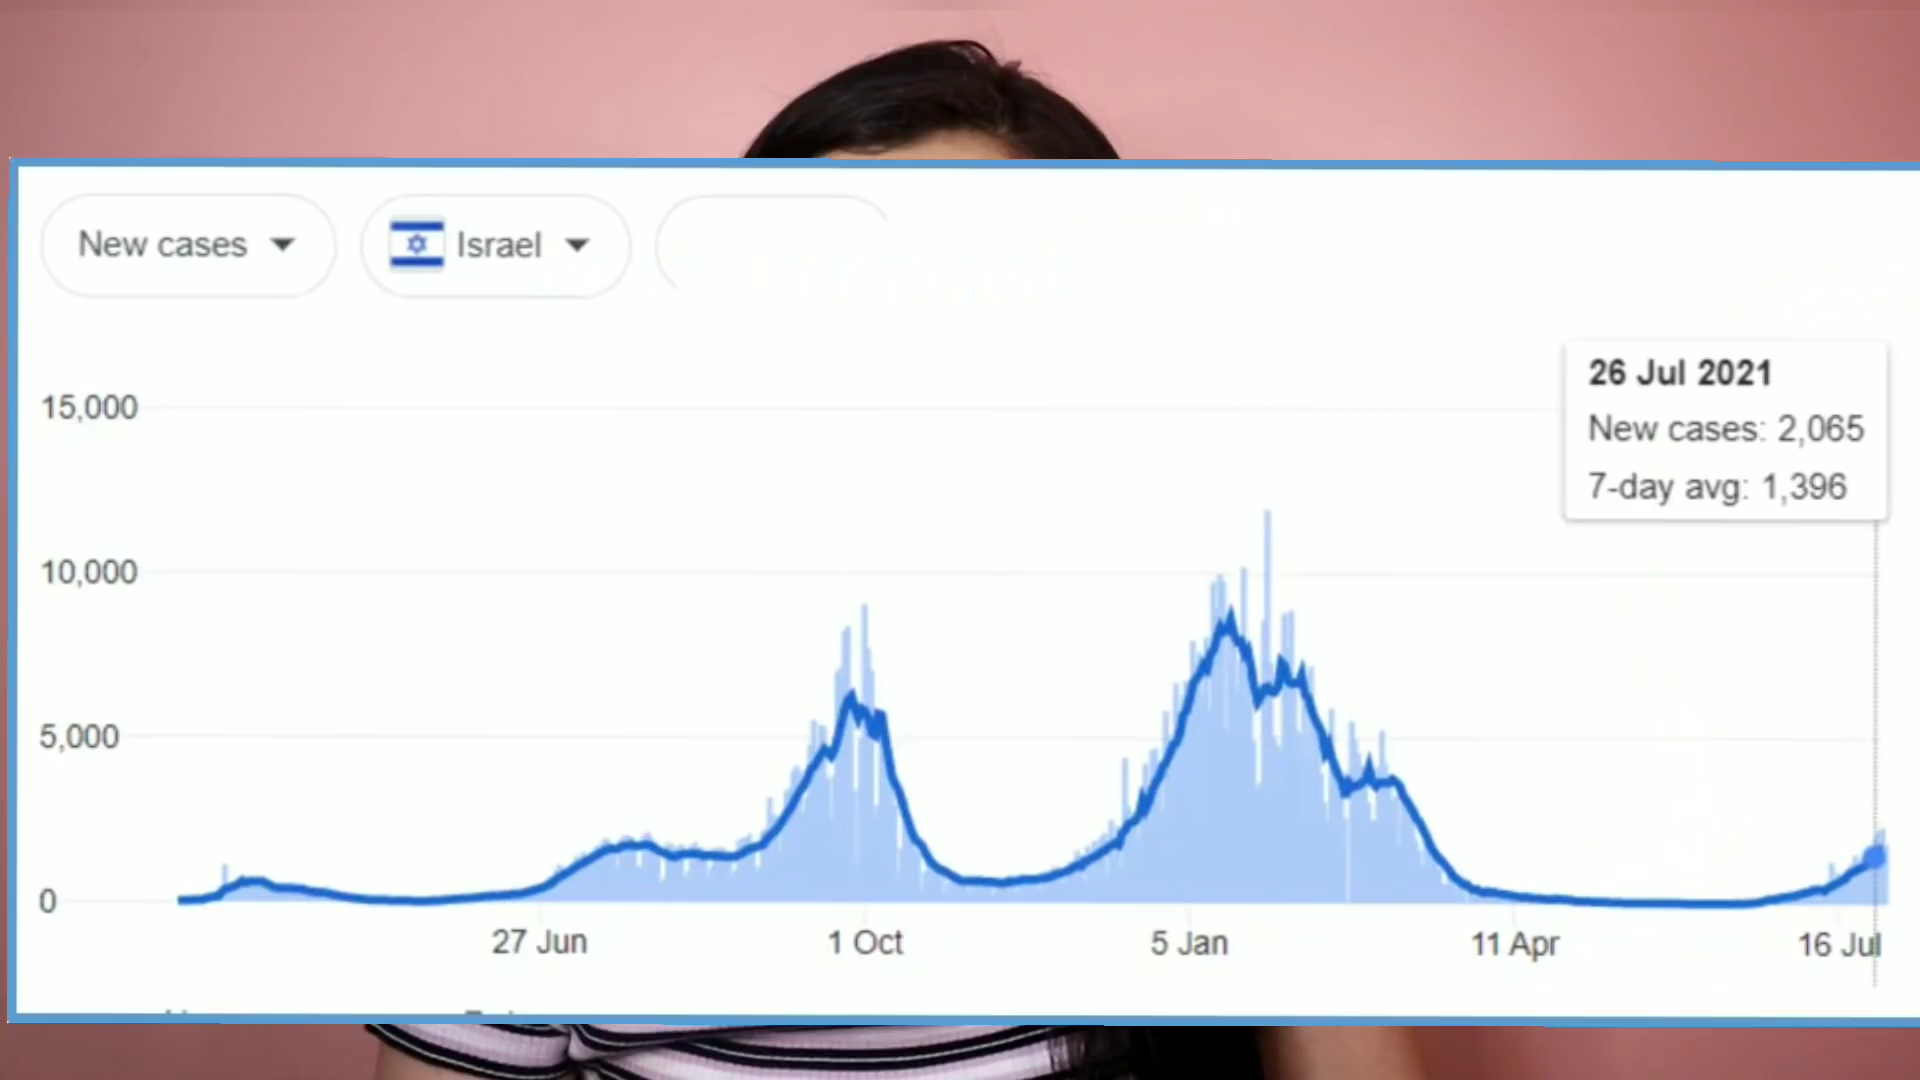 New cases
Israel
26 Jul 2021
New cases: 2,065
7-day avg: 1,396
15,000
10,000
5,000
0
27 Jun
1 Oct
5 Jan
11 Apr
16 Jul